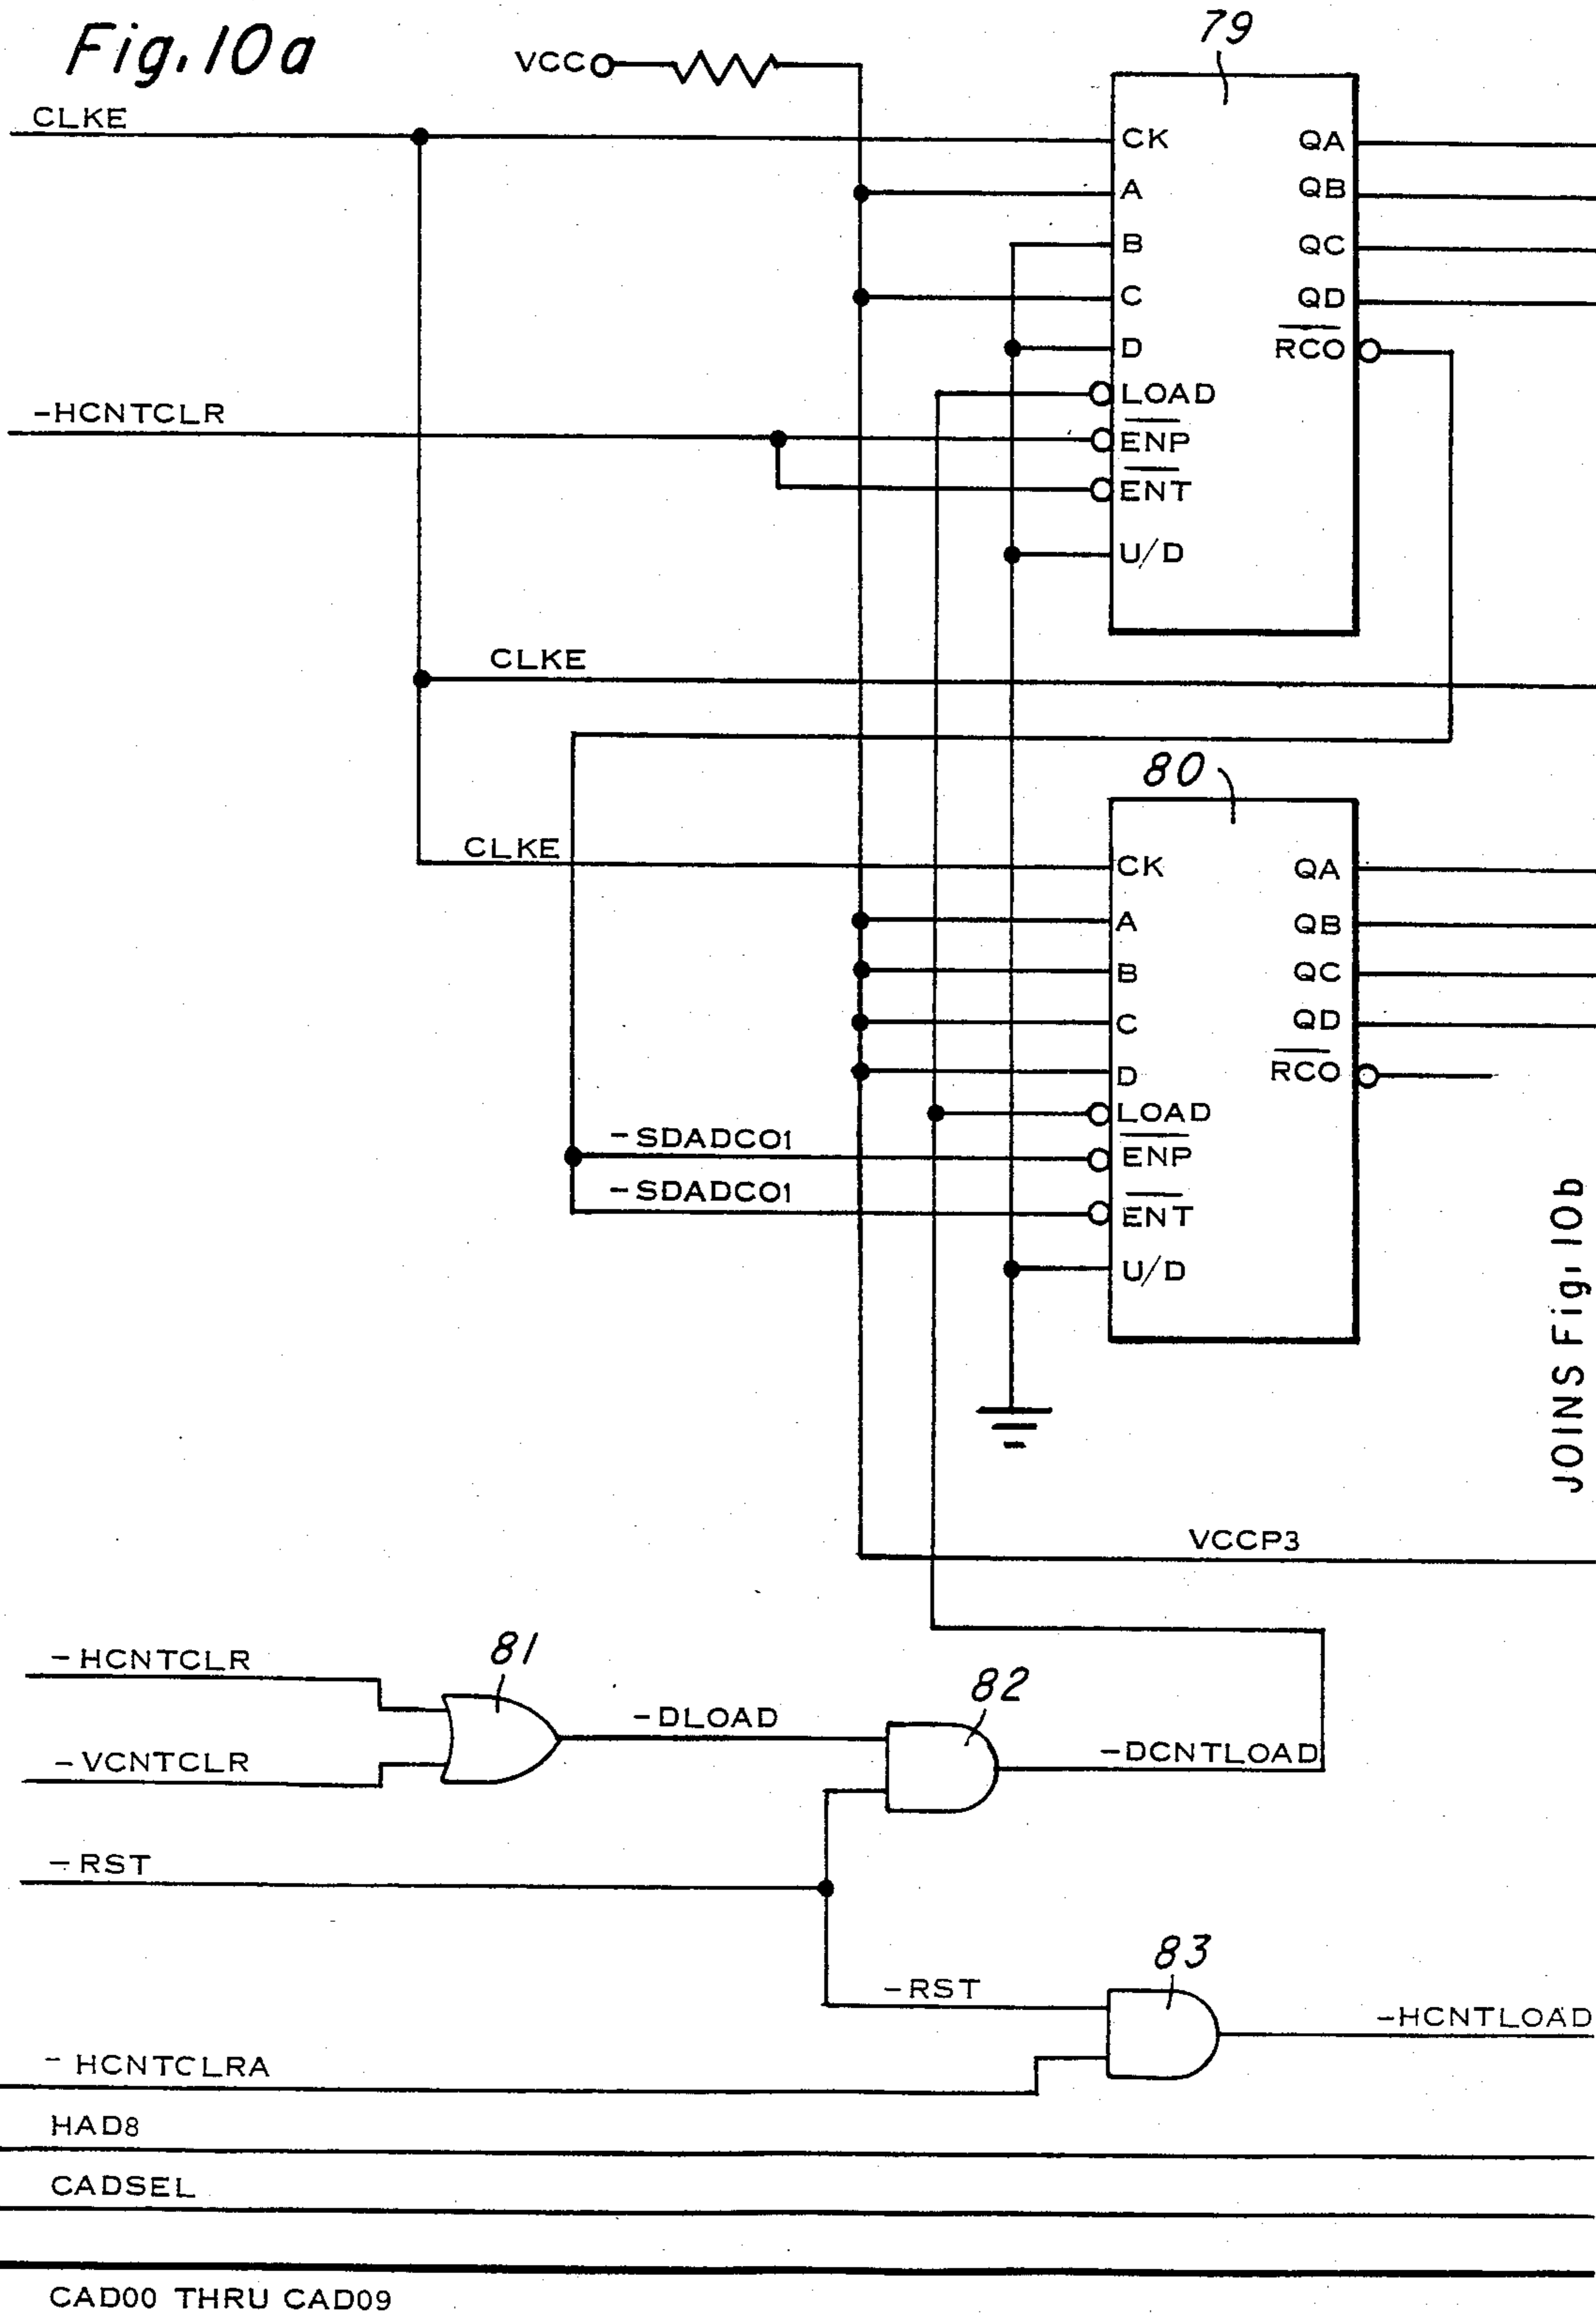 Fig. 10a
VCC
79
CLKE
CK QA
A QB
B QC
C QD
D RCO
LOAD
-HCNTCLR
ENP
ENT
U/D
CLKE
80
CLKE
CK QA
A QB
B QC
C QD
D RCO
LOAD
-SDADCO1
ENP
-SDADCO1
ENT
U/D
JOINS Fig. 10b
VCCP3
-HCNTCLR
81
-DLOAD
82
-VCNTCLR
-DCNTLOAD
-RST
83
-RST
-HCNTLOAD
- HCNTCLRA
HAD8
CADSEL
CAD00 THRU CAD09